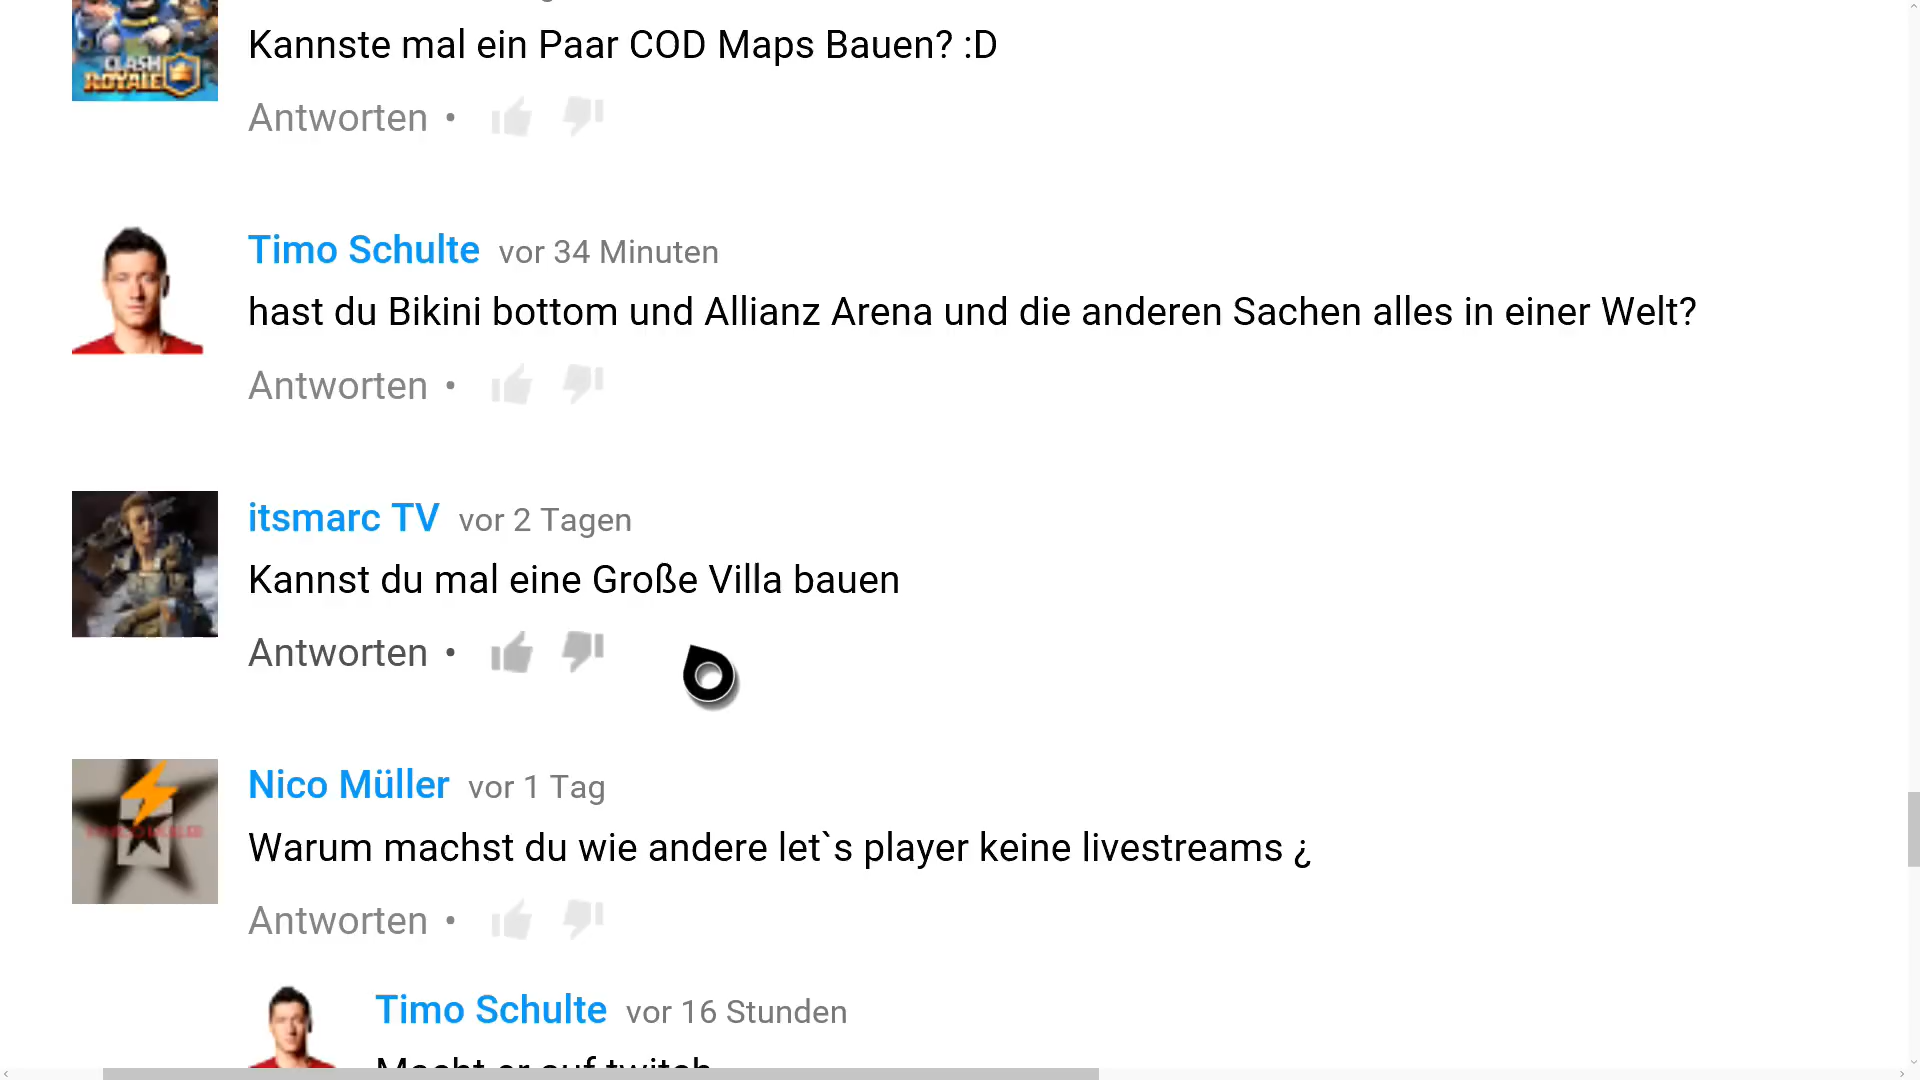 CLASH
ROYALE
Kannste mal ein Paar COD Maps Bauen? :D
Antworten •
Timo Schulte vor 34 Minuten
hast du Bikini bottom und Allianz Arena und die anderen Sachen alles in einer Welt?
Antworten •
itsmarc TV vor 2 Tagen
Kannst du mal eine Große Villa bauen
Antworten •
Nico Müller vor 1 Tag
Warum machst du wie andere let`s player keine livestreams ¿
Antworten •
Timo Schulte vor 16 Stunden
Macht er auf twitch